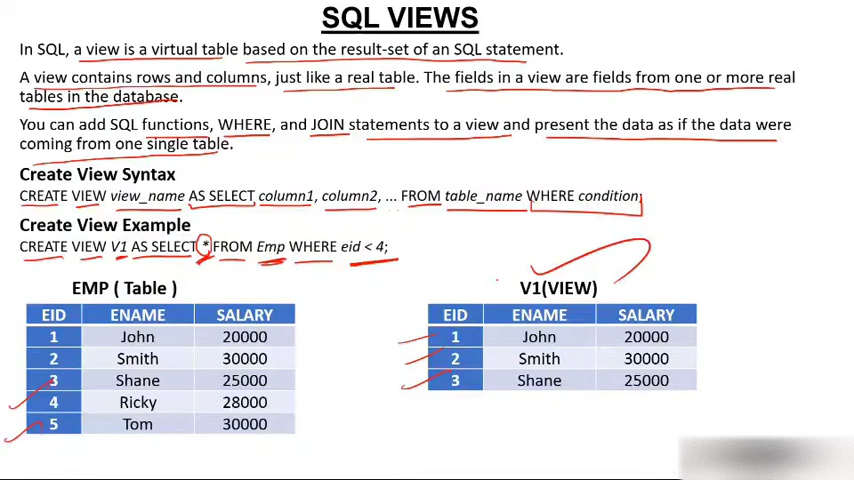 SQL VIEWS
In SQL, a view is a virtual table based on the result-set of an SQL statement.
A view contains rows and columns, just like a real table. The fields in a view are fields from one or more real
tables in the database.
You can add SQL functions, WHERE, and JOIN statements to a view and present the data as if the data were
coming from one single table.
Create View Syntax
CREATE VIEW view_name AS SELECT column1, column2, ... FROM table_name WHERE condition;
Create View Example
CREATE VIEW V1 AS SELECT * FROM Emp WHERE eid < 4;
EMP ( Table )
EID ENAME SALARY
1 John 20000
2 Smith 30000
3 Shane 25000
4 Ricky 28000
5 Tom 30000
V1(VIEW)
EID ENAME SALARY
1 John 20000
2 Smith 30000
3 Shane 25000